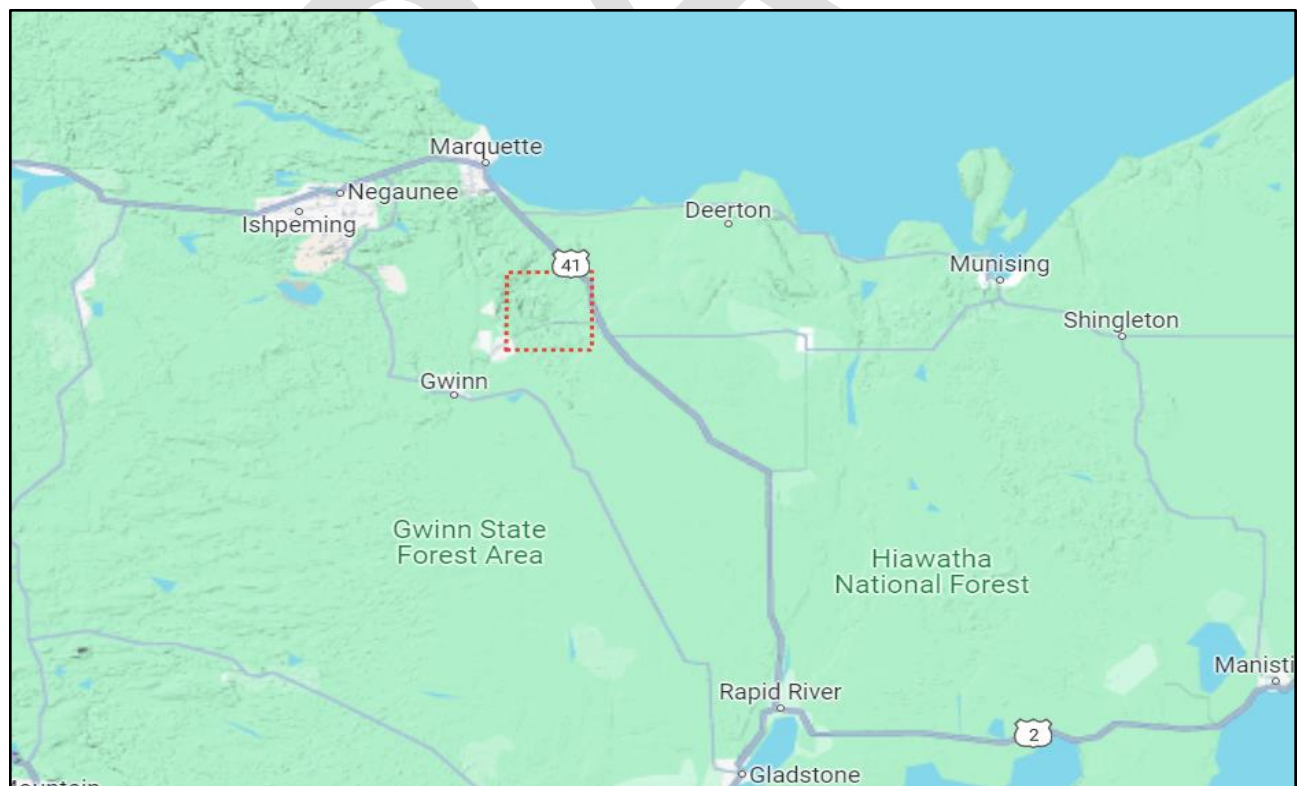 Marquette
Negaunee
Ishpeming
Deerton
41
Munising
Shingleton
Gwinn
Gwinn State
Forest Area
Hiawatha
National Forest
Manisti
Rapid River
2
Gladstone